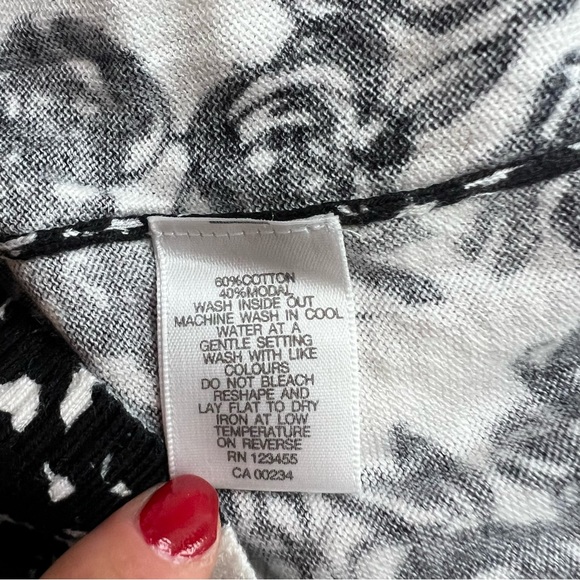 60%COTTON
40%MODAL
WASH INSIDE OUT
MACHINE WASH IN COOL
WATER AT A
GENTLE SETTING
WASH WITH LIKE
COLOURS
DO NOT BLEACH
RESHAPE AND
LAY FLAT TO DRY
IRON AT LOW
TEMPERATURE
ON REVERSE
RN 123455
CA 00234